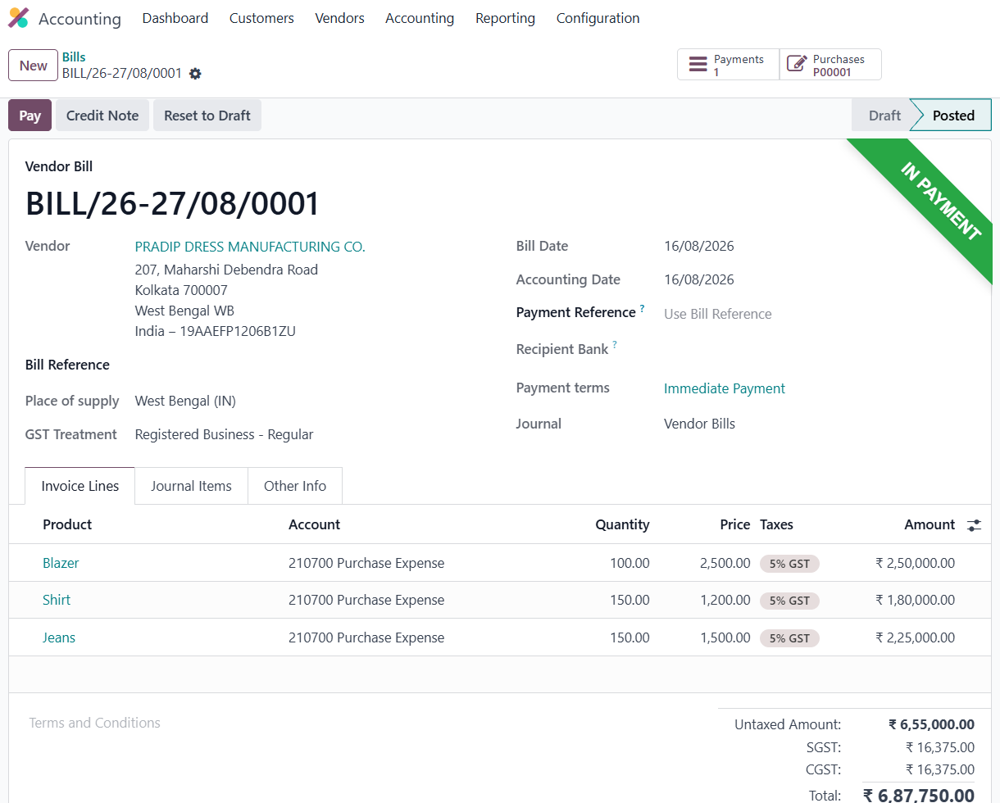 Accounting Dashboard Customers Vendors Accounting Reporting Configuration
New
Bills
BILL/26-27/08/0001
Payments
1
Purchases
P00001
Pay Credit Note Reset to Draft Draft Posted
IN PAYMENT
Vendor Bill
BILL/26-27/08/0001
Vendor PRADIP DRESS MANUFACTURING CO.
207, Maharshi Debendra Road
Kolkata 700007
West Bengal WB
India – 19AAEFP1206B1ZU
Bill Reference
Place of supply West Bengal (IN)
GST Treatment Registered Business - Regular
Bill Date 16/08/2026
Accounting Date 16/08/2026
Payment Reference ? Use Bill Reference
Recipient Bank ?
Payment terms Immediate Payment
Journal Vendor Bills
Invoice Lines Journal Items Other Info
Product Account Quantity Price Taxes Amount
Blazer 210700 Purchase Expense 100.00 2,500.00 5% GST ₹ 2,50,000.00
Shirt 210700 Purchase Expense 150.00 1,200.00 5% GST ₹ 1,80,000.00
Jeans 210700 Purchase Expense 150.00 1,500.00 5% GST ₹ 2,25,000.00
Terms and Conditions
Untaxed Amount: ₹ 6,55,000.00
SGST: ₹ 16,375.00
CGST: ₹ 16,375.00
Total: ₹ 6,87,750.00